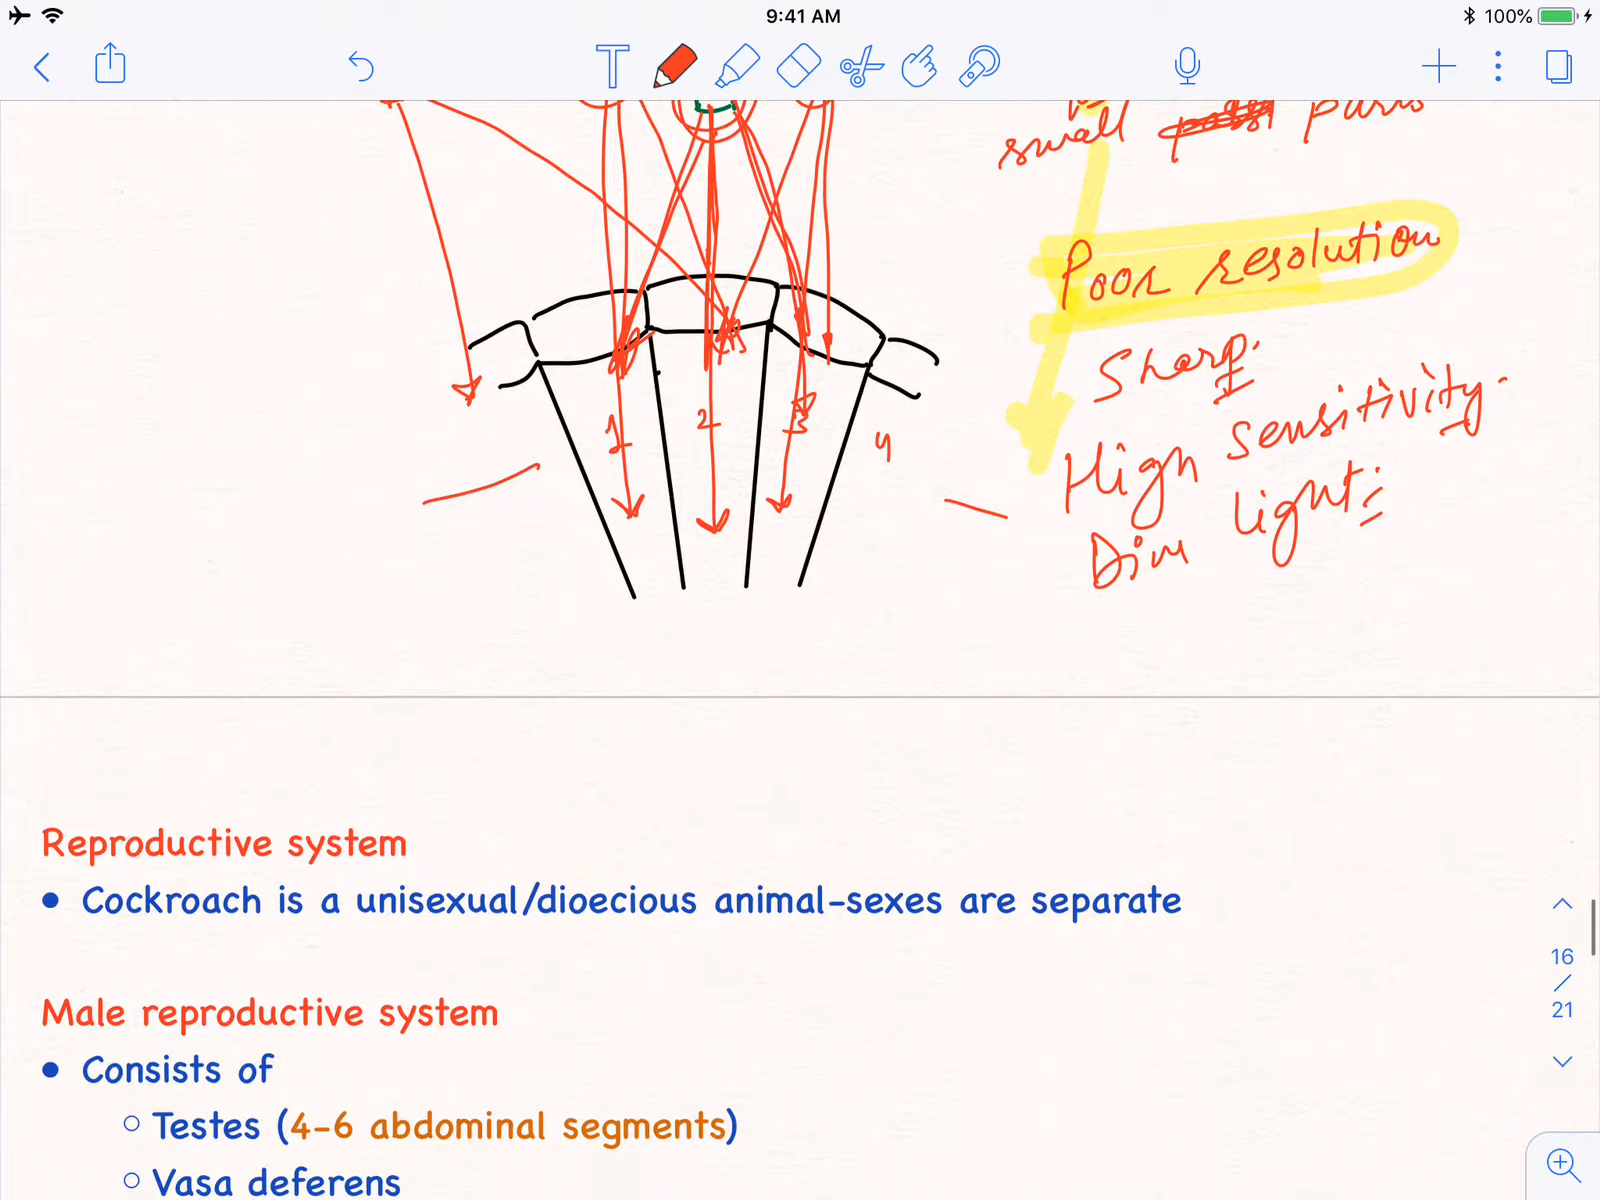 9:41 AM
100%
small parts
Poor resolution
Sharp.
High sensitivity.
Dim light:
1 2 3 4
Reproductive system
• Cockroach is a unisexual/dioecious animal-sexes are separate
16
/
21
Male reproductive system
• Consists of
○ Testes (4-6 abdominal segments)
○ Vasa deferens